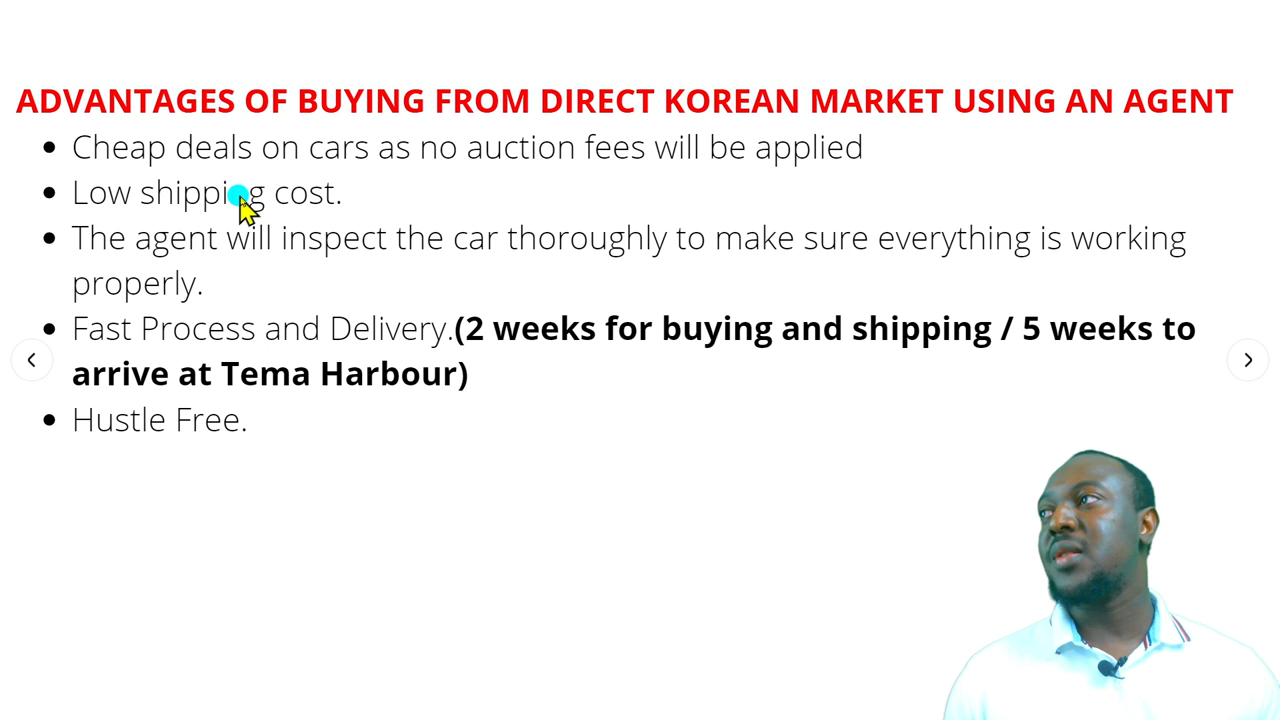 ADVANTAGES OF BUYING FROM DIRECT KOREAN MARKET USING AN AGENT
Cheap deals on cars as no auction fees will be applied
Low shipping cost.
The agent will inspect the car thoroughly to make sure everything is working
properly.
Fast Process and Delivery.(2 weeks for buying and shipping / 5 weeks to
arrive at Tema Harbour)
Hustle Free.